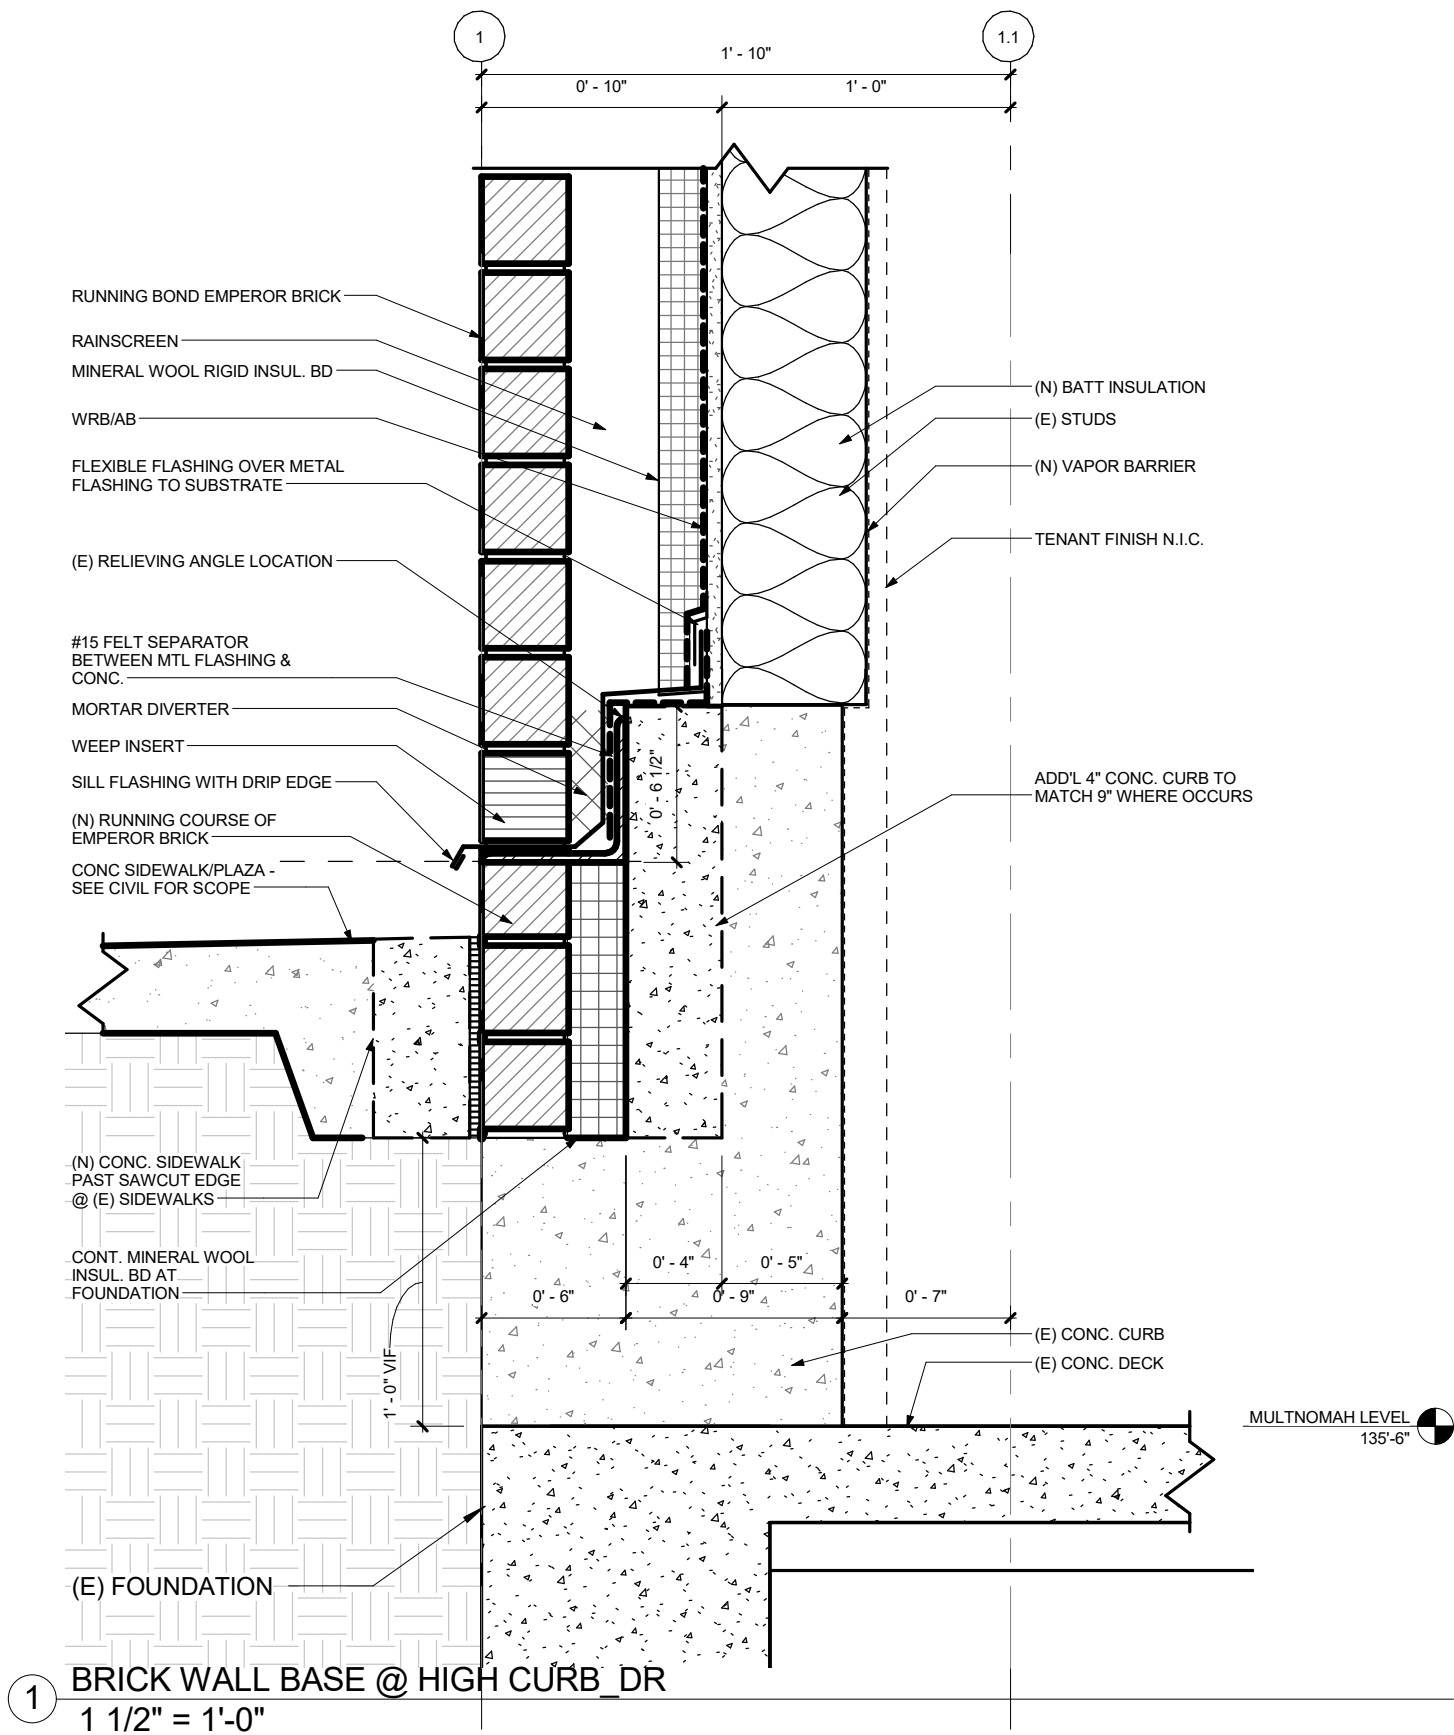 1
1.1
1' - 10"
0' - 10"
1' - 0"
RUNNING BOND EMPEROR BRICK
RAINSCREEN
MINERAL WOOL RIGID INSUL. BD
WRB/AB
FLEXIBLE FLASHING OVER METAL
FLASHING TO SUBSTRATE
(E) RELIEVING ANGLE LOCATION
#15 FELT SEPARATOR
BETWEEN MTL FLASHING &
CONC.
MORTAR DIVERTER
WEEP INSERT
SILL FLASHING WITH DRIP EDGE
(N) RUNNING COURSE OF
EMPEROR BRICK
CONC SIDEWALK/PLAZA -
SEE CIVIL FOR SCOPE
(N) BATT INSULATION
(E) STUDS
(N) VAPOR BARRIER
TENANT FINISH N.I.C.
0' - 6 1/2"
ADD'L 4" CONC. CURB TO
MATCH 9" WHERE OCCURS
(N) CONC. SIDEWALK
PAST SAWCUT EDGE
@ (E) SIDEWALKS
CONT. MINERAL WOOL
INSUL. BD AT
FOUNDATION
0' - 4"
0' - 5"
0' - 6"
0' - 9"
0' - 7"
1' - 0" VIF
(E) CONC. CURB
(E) CONC. DECK
MULTNOMAH LEVEL
135'-6"
(E) FOUNDATION
1
BRICK WALL BASE @ HIGH CURB_DR
1 1/2" = 1'-0"